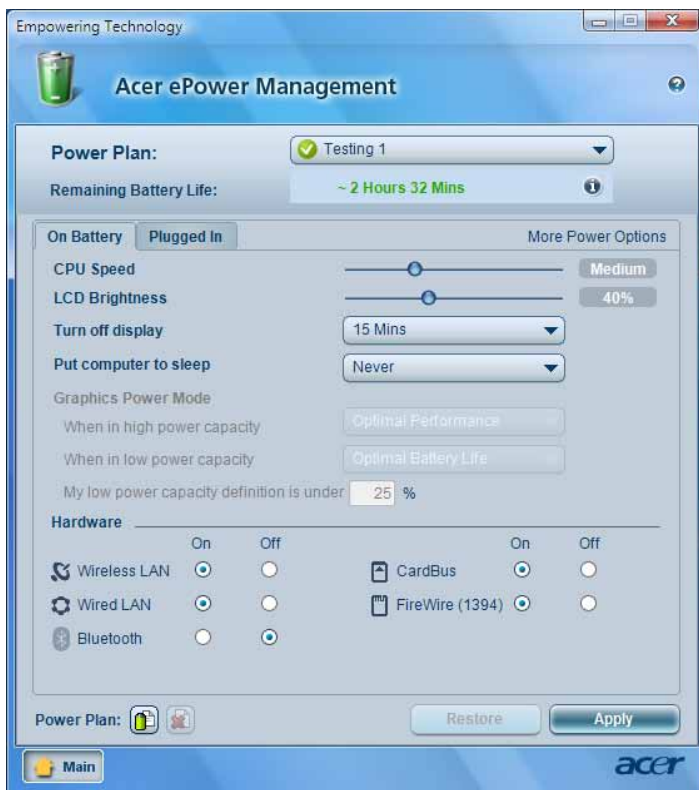 Empowering Technology
Acer ePower Management
Power Plan: Testing 1
Remaining Battery Life: ~ 2 Hours 32 Mins
On Battery Plugged In More Power Options
CPU Speed Medium
LCD Brightness 40%
Turn off display 15 Mins
Put computer to sleep Never
Graphics Power Mode
When in high power capacity Optimal Performance
When in low power capacity Optimal Battery Life
My low power capacity definition is under 25 %
Hardware
On Off On Off
Wireless LAN CardBus
Wired LAN FireWire (1394)
Bluetooth
Power Plan: Restore Apply
Main acer